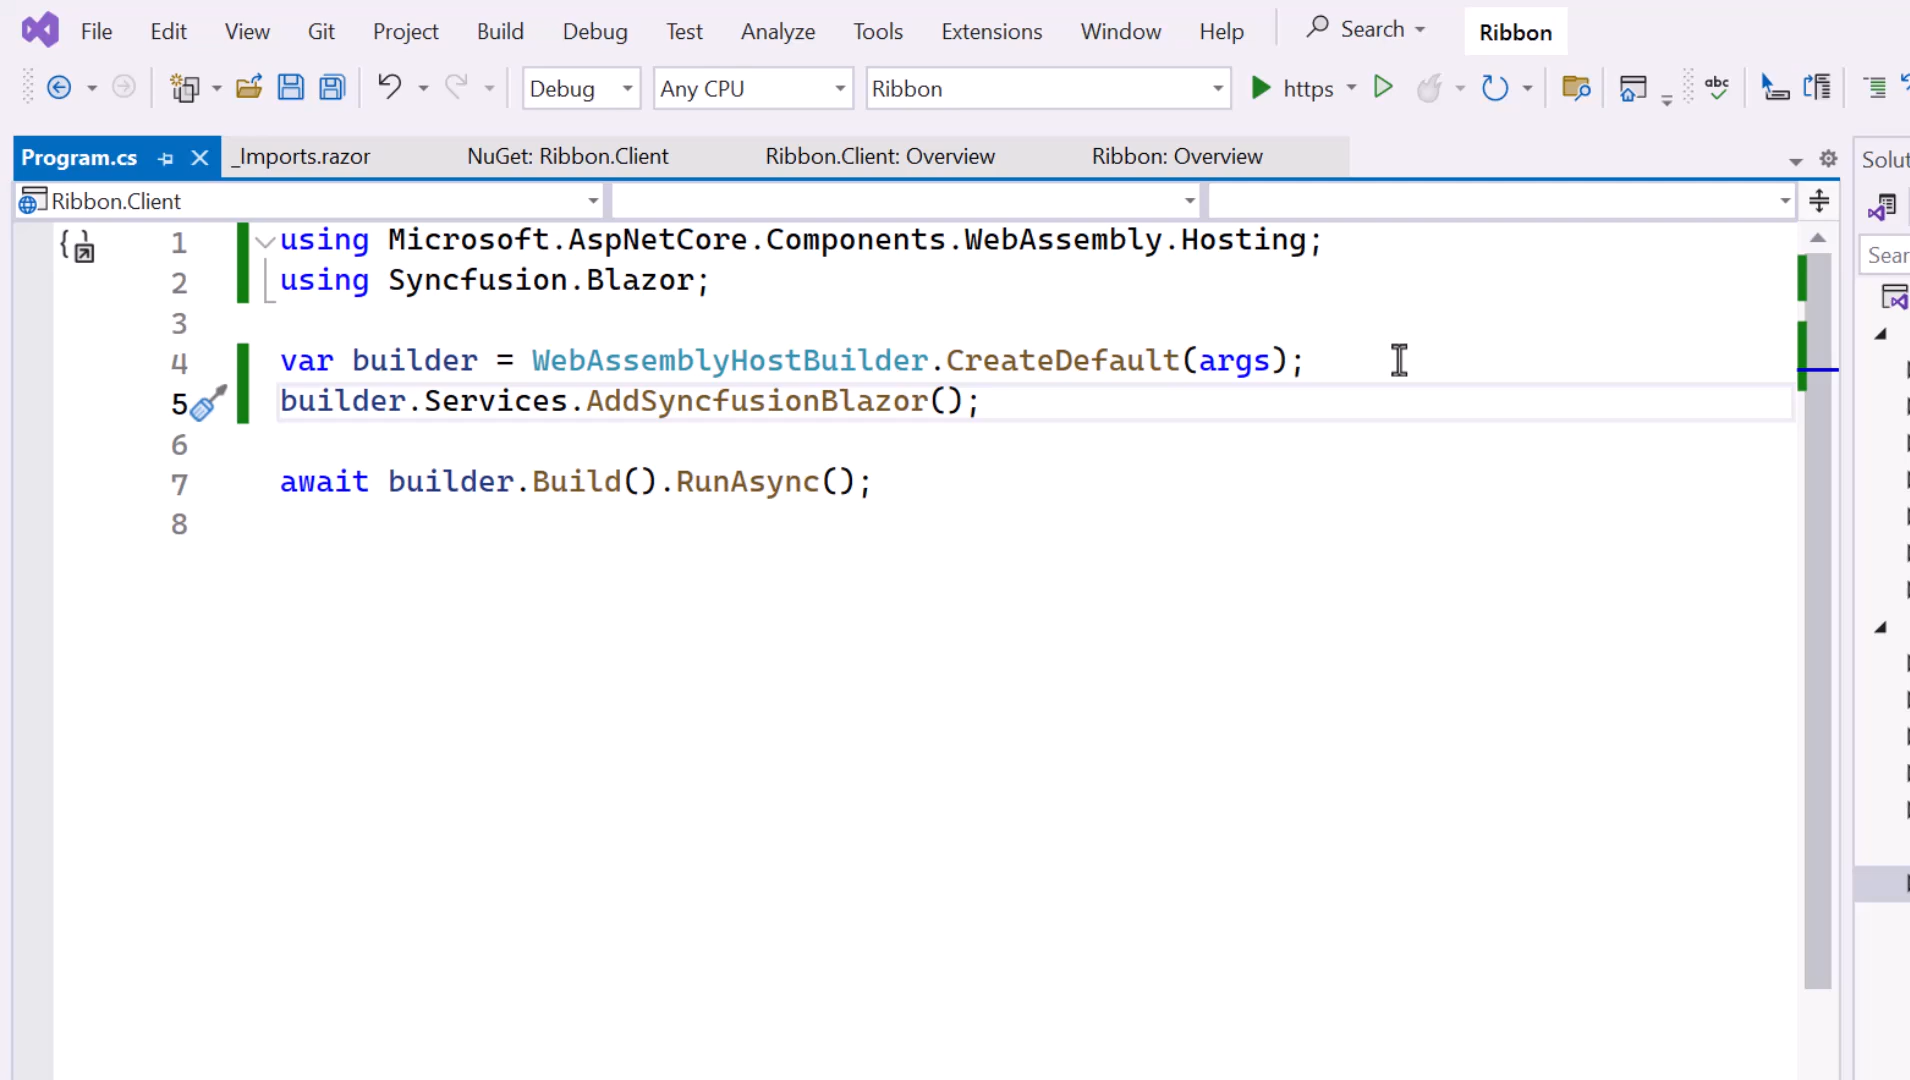 File Edit View Git Project Build Debug Test Analyze Tools Extensions Window Help Search Ribbon
Debug Any CPU Ribbon https abc
Program.cs _Imports.razor NuGet: Ribbon.Client Ribbon.Client: Overview Ribbon: Overview
Ribbon.Client
1 using Microsoft.AspNetCore.Components.WebAssembly.Hosting;
2 using Syncfusion.Blazor;
3
4 var builder = WebAssemblyHostBuilder.CreateDefault(args);
5 builder.Services.AddSyncfusionBlazor();
6
7 await builder.Build().RunAsync();
8
Solut
Sear